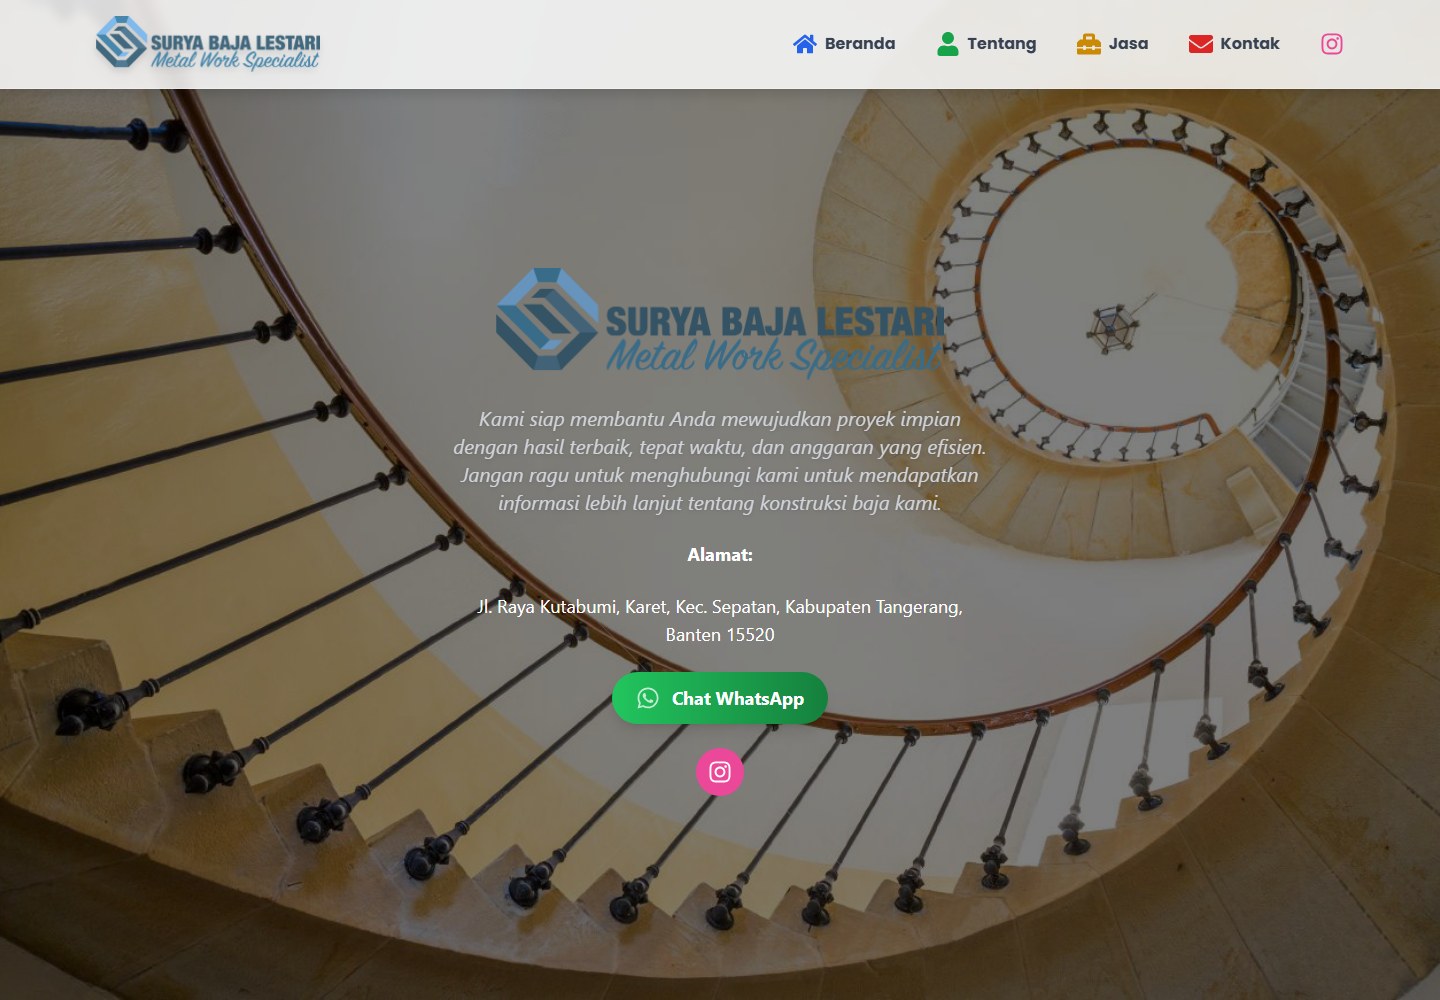 SURYA BAJA LESTARI
Metal Work Specialist
Beranda
Tentang
Jasa
Kontak
SURYA BAJA LESTARI
Metal Work Specialist
Kami siap membantu Anda mewujudkan proyek impian
dengan hasil terbaik, tepat waktu, dan anggaran yang efisien.
Jangan ragu untuk menghubungi kami untuk mendapatkan
informasi lebih lanjut tentang konstruksi baja kami.
Alamat:
Jl. Raya Kutabumi, Karet, Kec. Sepatan, Kabupaten Tangerang,
Banten 15520
Chat WhatsApp